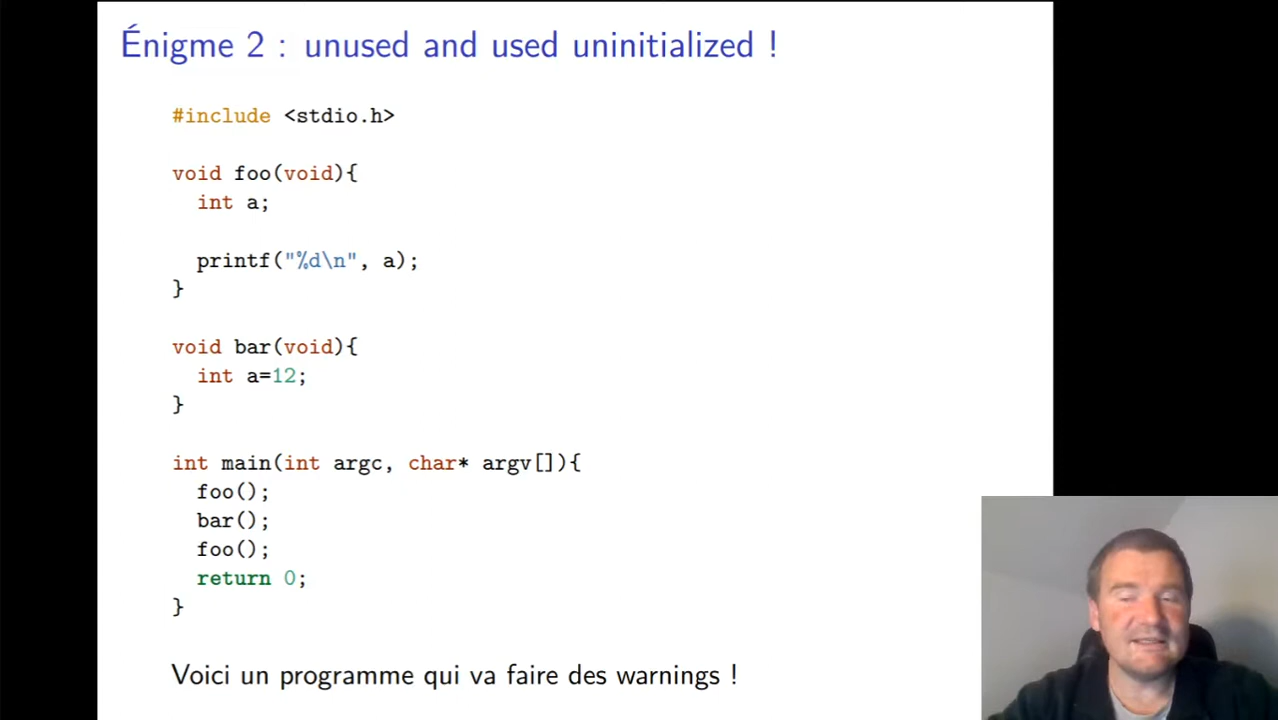 Énigme 2 : unused and used uninitialized !
#include <stdio.h>
void foo(void){
int a;
printf("%d\n", a);
}
void bar(void){
int a=12;
}
int main(int argc, char* argv[]){
foo();
bar();
foo();
return 0;
}
Voici un programme qui va faire des warnings !